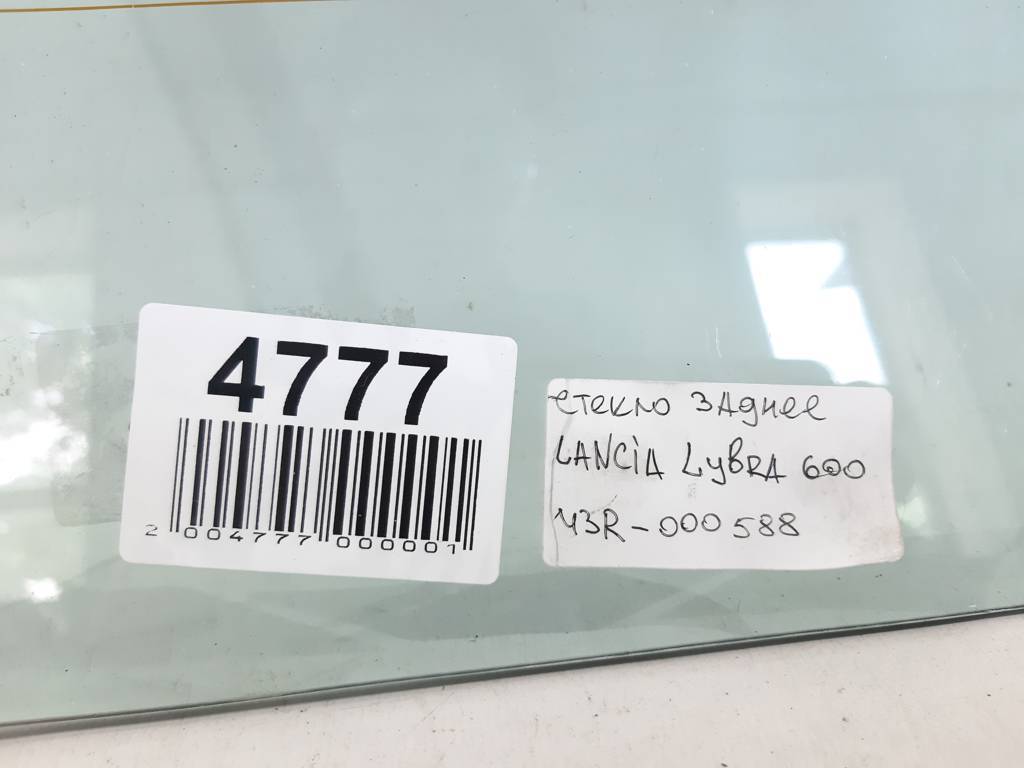 4777
2 004777 000001
стекло заднее
LANCiA LyBRA 600
43R-000588